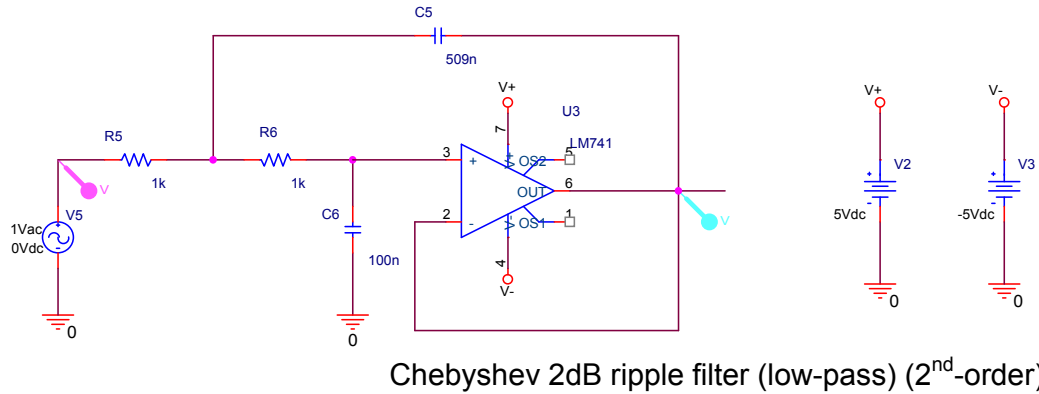 C5
509n
V+
U3
7
LM741
R5
R6
3
+
V+
OS2
5
1k
1k
OUT
6
V
2
-
OS1
1
V-
V
C6
100n
4
V-
V5
1Vac
0Vdc
+
-
0
0
V+
V2
+
-
5Vdc
0
V-
V3
+
-
-5Vdc
0
Chebyshev 2dB ripple filter (low-pass) (2nd-order)